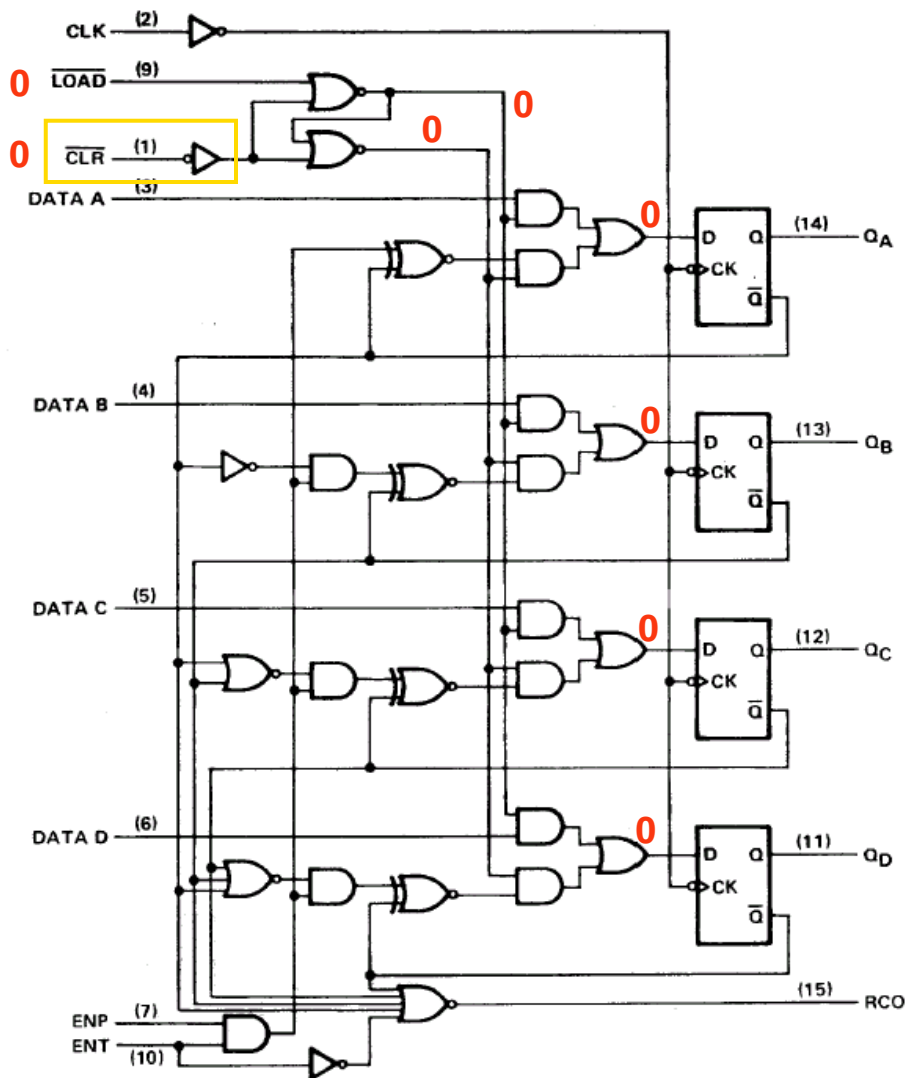 CLK (2)
0 L̅O̅A̅D̅ (9)
0
0
0 C̅L̅R̅ (1)
DATA A (3)
0
D Q (14) QA
CK
Q̅
DATA B (4)
0
D Q (13) QB
CK
Q̅
DATA C (5)
0
D Q (12) QC
CK
Q̅
DATA D (6)
0
D Q (11) QD
CK
Q̅
(15) RCO
ENP (7)
ENT (10)